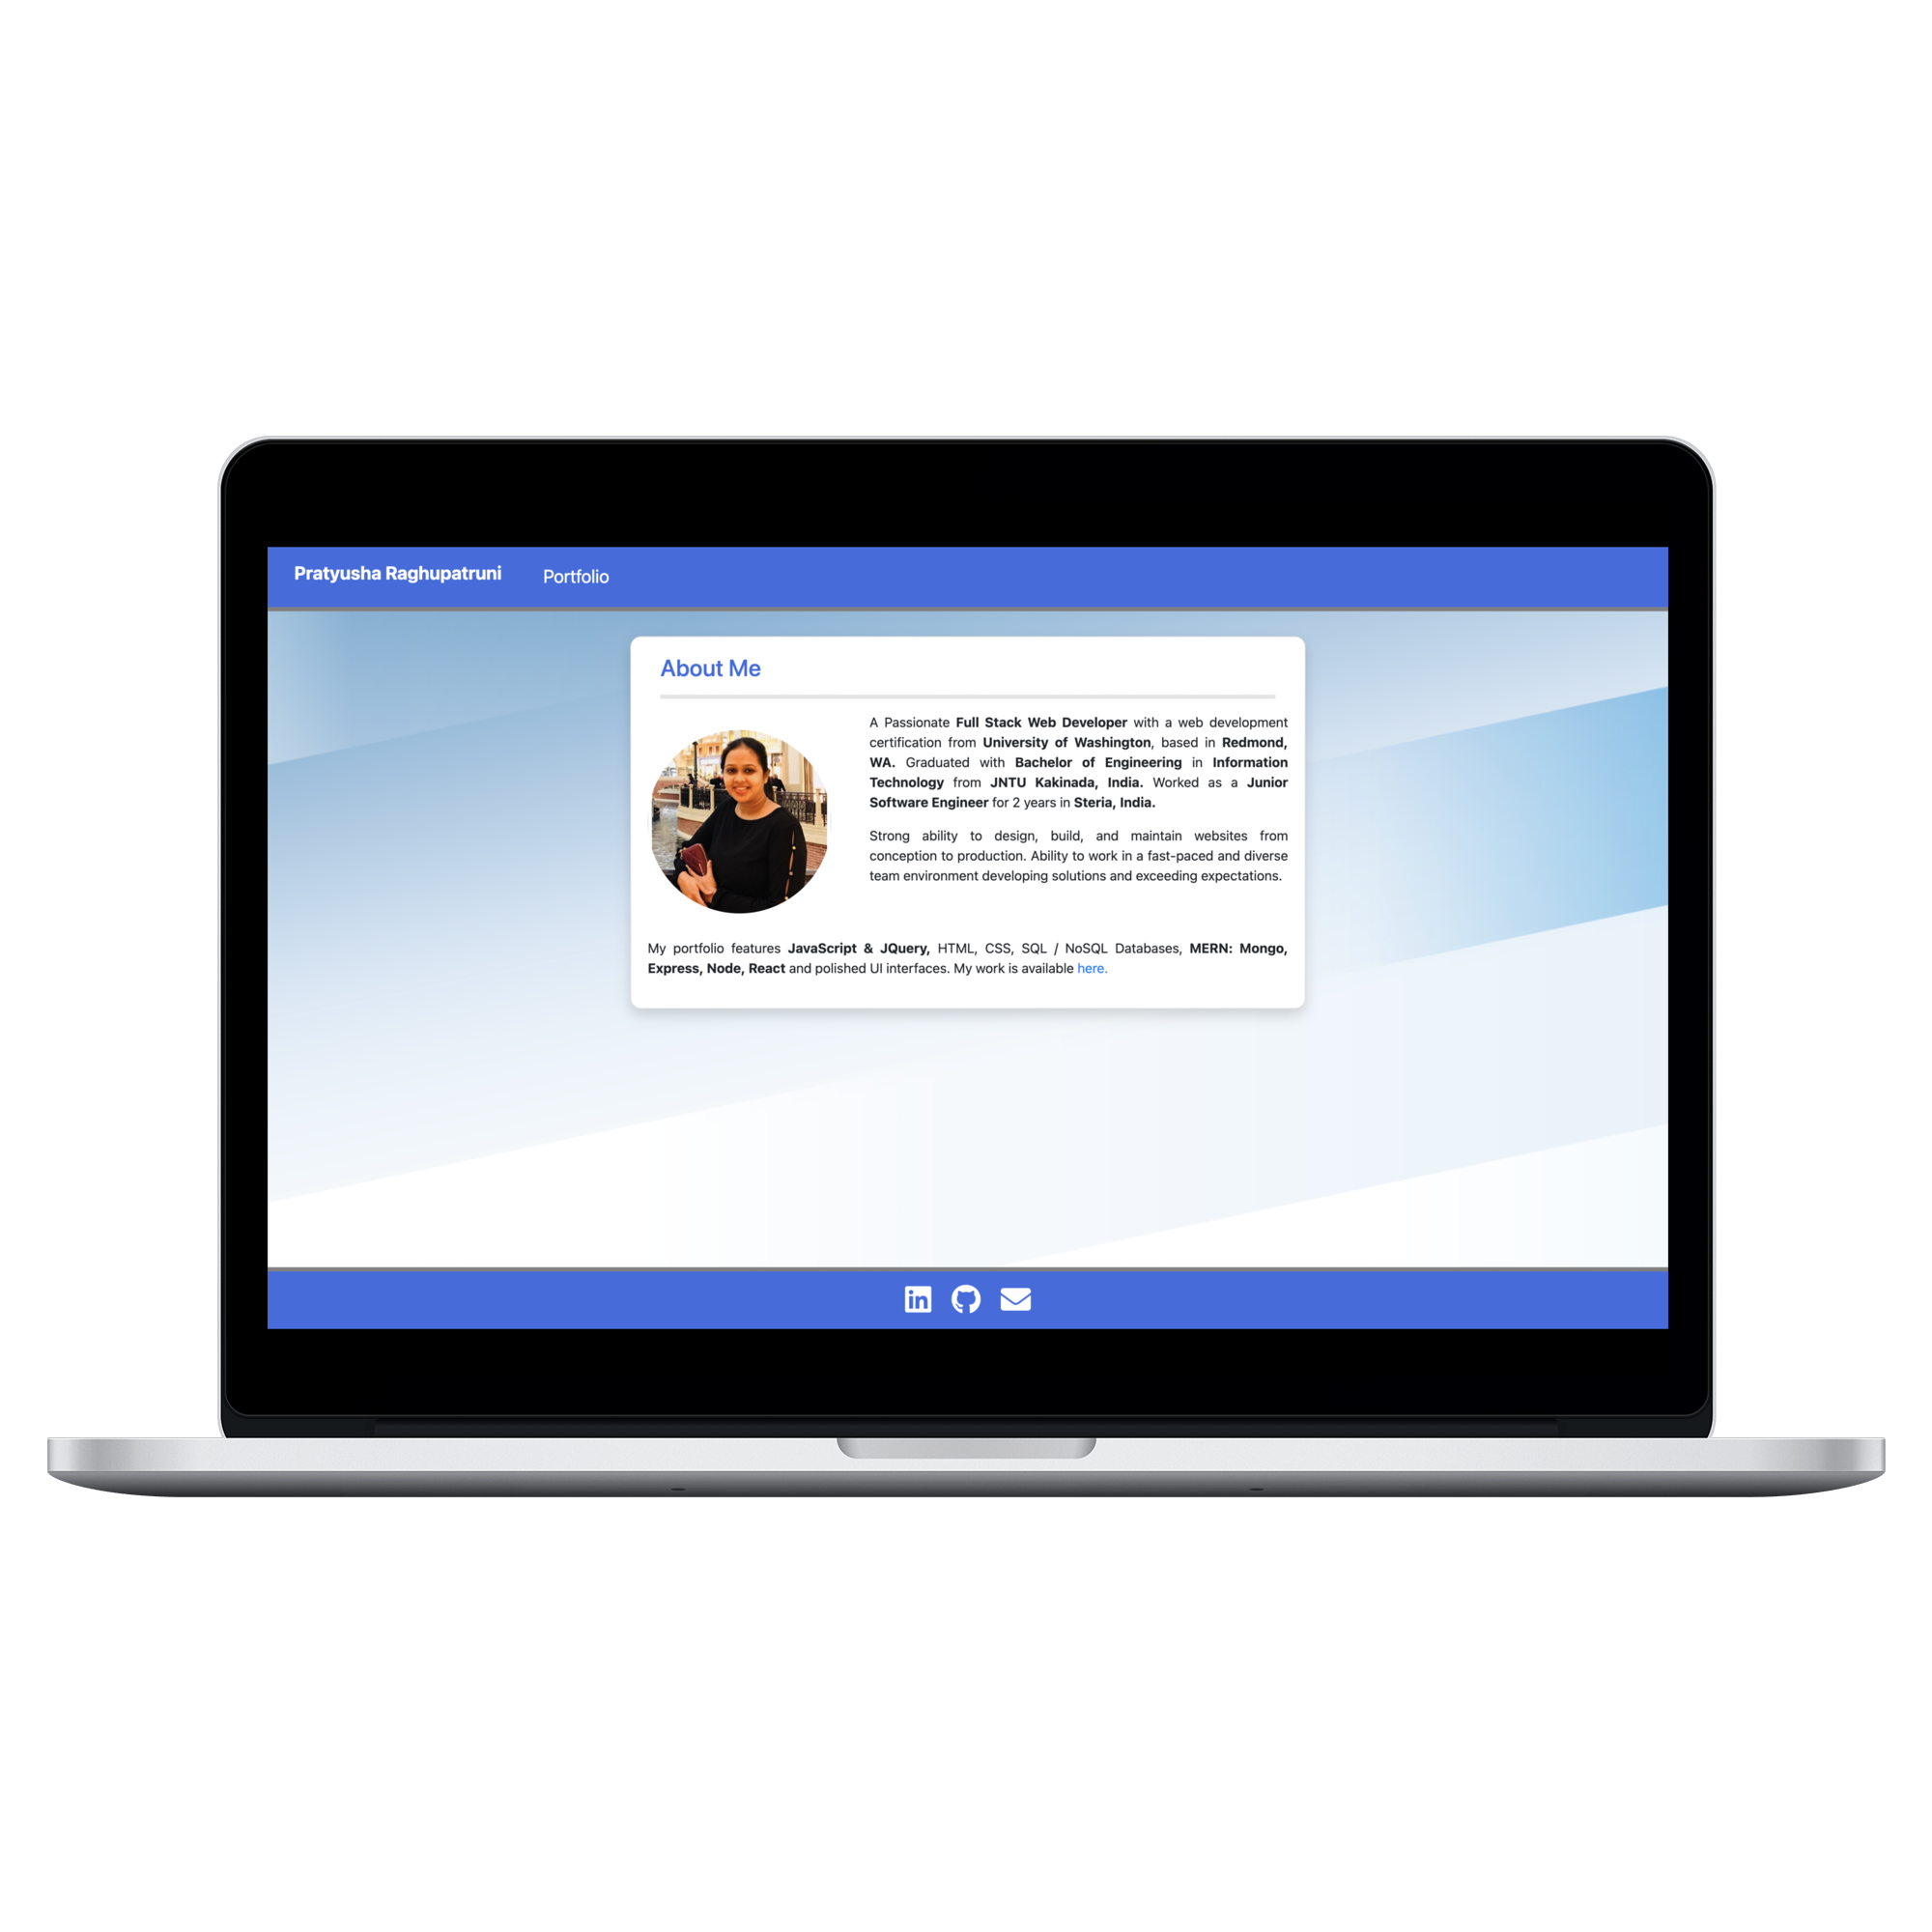 Pratyusha Raghupatruni Portfolio
About Me
A Passionate Full Stack Web Developer with a web development
certification from University of Washington, based in Redmond,
WA. Graduated with Bachelor of Engineering in Information
Technology from JNTU Kakinada, India. Worked as a Junior
Software Engineer for 2 years in Steria, India.
Strong ability to design, build, and maintain websites from
conception to production. Ability to work in a fast-paced and diverse
team environment developing solutions and exceeding expectations.
My portfolio features JavaScript & JQuery, HTML, CSS, SQL / NoSQL Databases, MERN: Mongo,
Express, Node, React and polished UI interfaces. My work is available here.
in